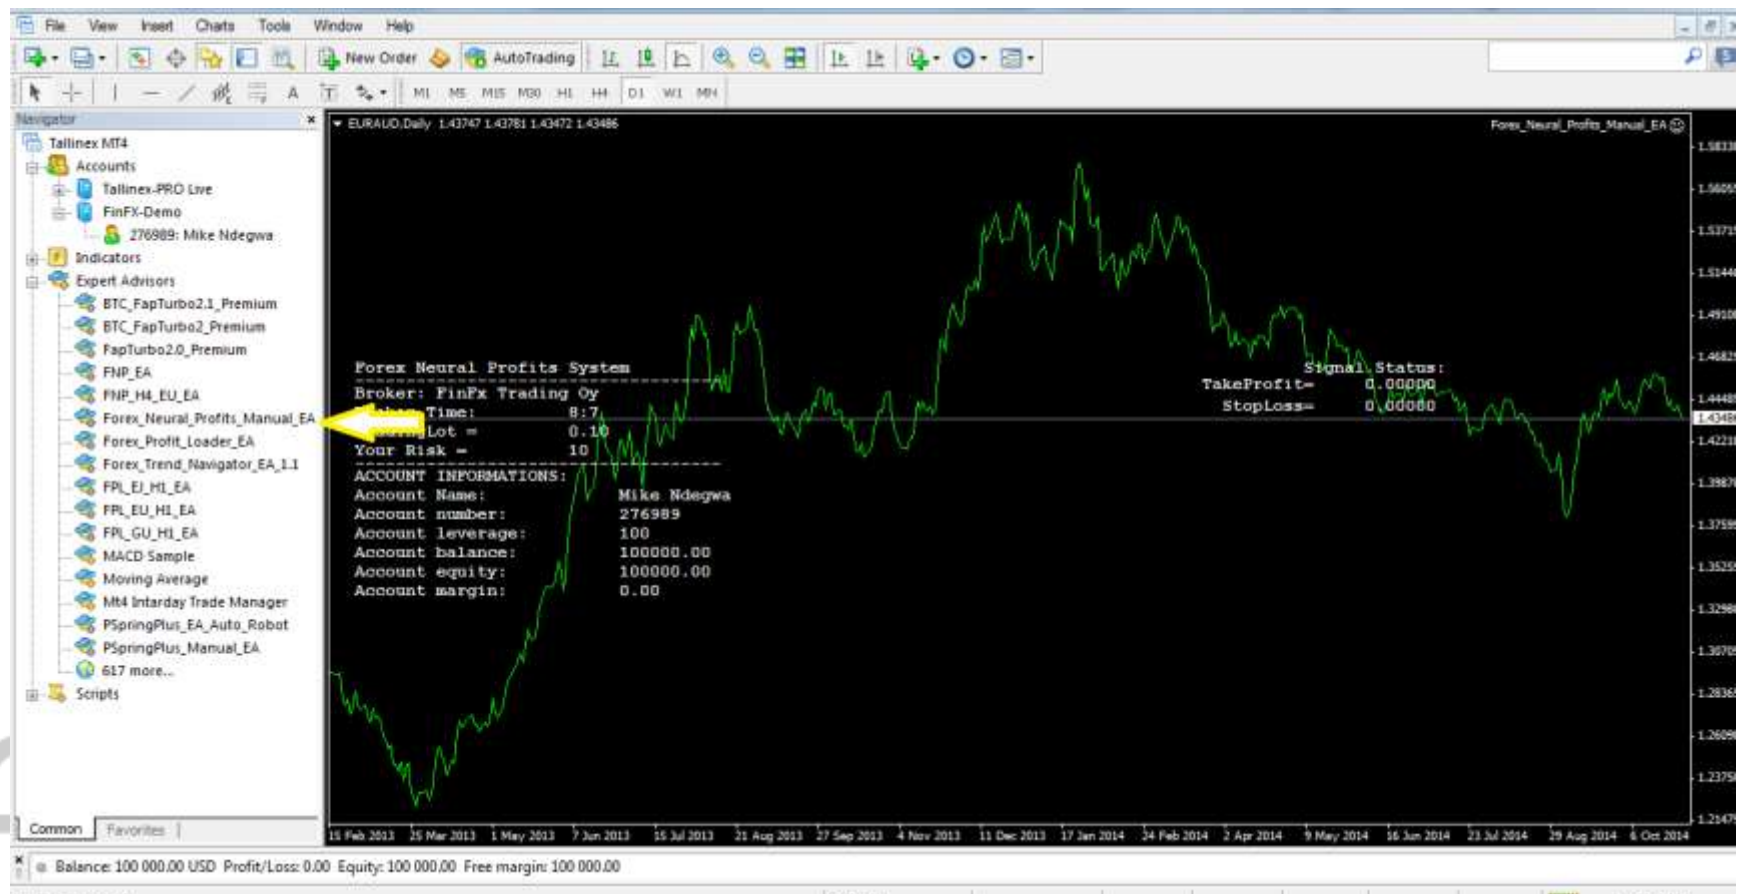 File View Insert Charts Tools Window Help
New Order AutoTrading
A T M1 M5 M15 M30 H1 H4 D1 W1 MN
Navigator
Tallinex MT4
Accounts
Tallinex-PRO Live
FinFX-Demo
276989: Mike Ndegwa
Indicators
Expert Advisors
BTC_FapTurbo2.1_Premium
BTC_FapTurbo2_Premium
FapTurbo2.0_Premium
FNP_EA
FNP_H4_EU_EA
Forex_Neural_Profits_Manual_EA
Forex_Profit_Loader_EA
Forex_Trend_Navigator_EA_1.1
FPL_EJ_H1_EA
FPL_EU_H1_EA
FPL_GU_H1_EA
MACD Sample
Moving Average
Mt4 Intarday Trade Manager
PSpringPlus_EA_Auto_Robot
PSpringPlus_Manual_EA
617 more...
Scripts
Common Favorites
EURAUD,Daily 1.43747 1.43781 1.43472 1.43486
Forex_Neural_Profits_Manual_EA
Forex Neural Profits System
Broker: FinFx Trading Oy
Time: 8:7
Lot = 0.10
Your Risk = 10
ACCOUNT INFORMATIONS:
Account Name: Mike Ndegwa
Account number: 276989
Account leverage: 100
Account balance: 100000.00
Account equity: 100000.00
Account margin: 0.00
Signal Status:
TakeProfit= 0.00000
StopLoss= 0.00000
15 Feb 2013 25 Mar 2013 1 May 2013 7 Jun 2013 15 Jul 2013 21 Aug 2013 27 Sep 2013 4 Nov 2013 11 Dec 2013 17 Jan 2014 24 Feb 2014 2 Apr 2014 9 May 2014 16 Jun 2014 23 Jul 2014 29 Aug 2014 6 Oct 2014
Balance: 100 000.00 USD Profit/Loss: 0.00 Equity: 100 000.00 Free margin: 100 000.00